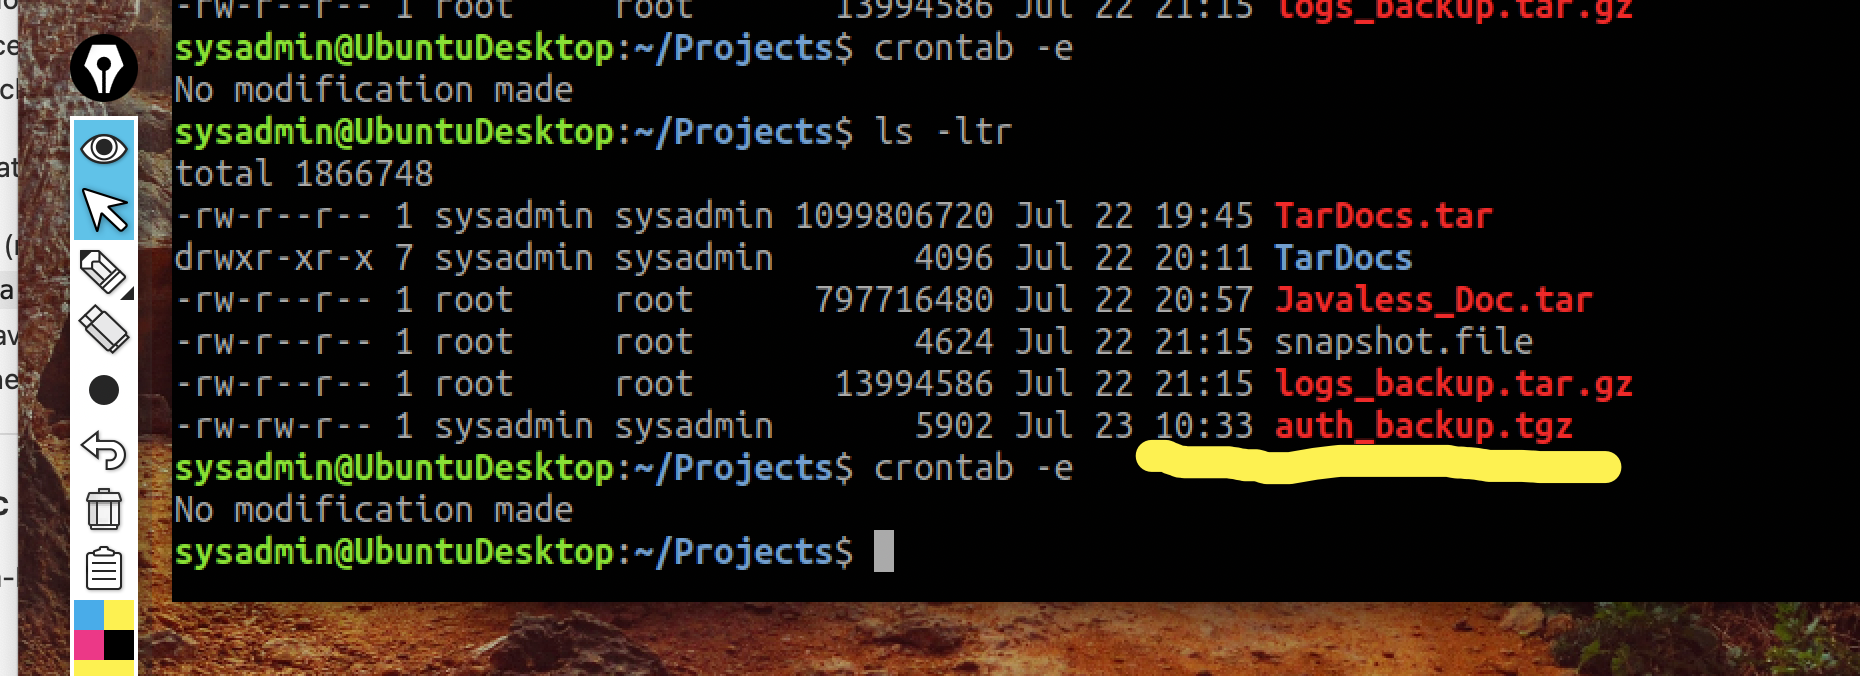 -rw-r--r-- 1 root     root       13994586 Jul 22 21:15 logs_backup.tar.gz
sysadmin@UbuntuDesktop:~/Projects$ crontab -e
No modification made
sysadmin@UbuntuDesktop:~/Projects$ ls -ltr
total 1866748
-rw-r--r-- 1 sysadmin sysadmin 1099806720 Jul 22 19:45 TarDocs.tar
drwxr-xr-x 7 sysadmin sysadmin       4096 Jul 22 20:11 TarDocs
-rw-r--r-- 1 root     root      797716480 Jul 22 20:57 Javaless_Doc.tar
-rw-r--r-- 1 root     root           4624 Jul 22 21:15 snapshot.file
-rw-r--r-- 1 root     root       13994586 Jul 22 21:15 logs_backup.tar.gz
-rw-rw-r-- 1 sysadmin sysadmin       5902 Jul 23 10:33 auth_backup.tgz
sysadmin@UbuntuDesktop:~/Projects$ crontab -e
No modification made
sysadmin@UbuntuDesktop:~/Projects$